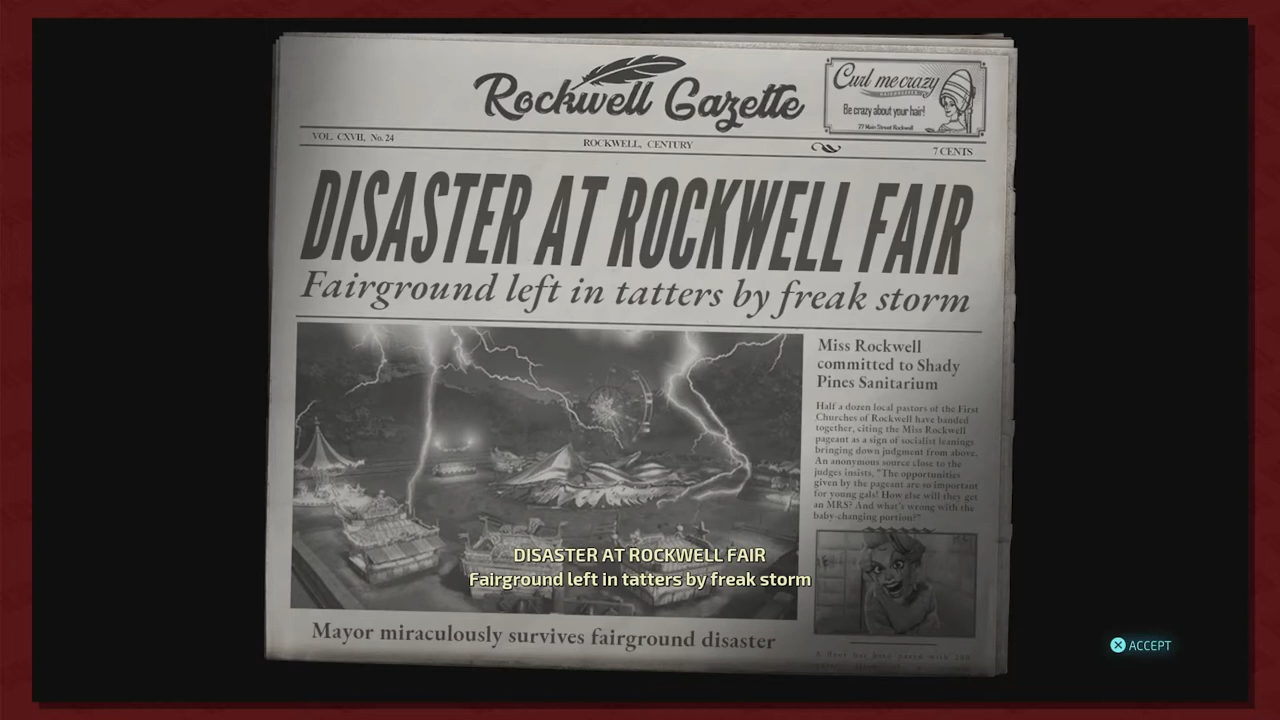 Rockwell Gazette
Curl me crazy
Be crazy about your hair!
77 Main Street Rockwell
VOL. CXVII, No. 24
ROCKWELL, CENTURY
7 CENTS
DISASTER AT ROCKWELL FAIR
Fairground left in tatters by freak storm
Miss Rockwell
committed to Shady
Pines Sanitarium
Half a dozen local pastors of the First
Churches of Rockwell have banded
together, citing the Miss Rockwell
pageant as a sign of socialist leanings
bringing down judgment from above.
An anonymous source close to the
judges insists, "The opportunities
given by the pageant are so important
for young gals! How else will they get
an MRS? And what's wrong with the
baby-changing portion?"
DISASTER AT ROCKWELL FAIR
Fairground left in tatters by freak storm
Mayor miraculously survives fairground disaster
ACCEPT